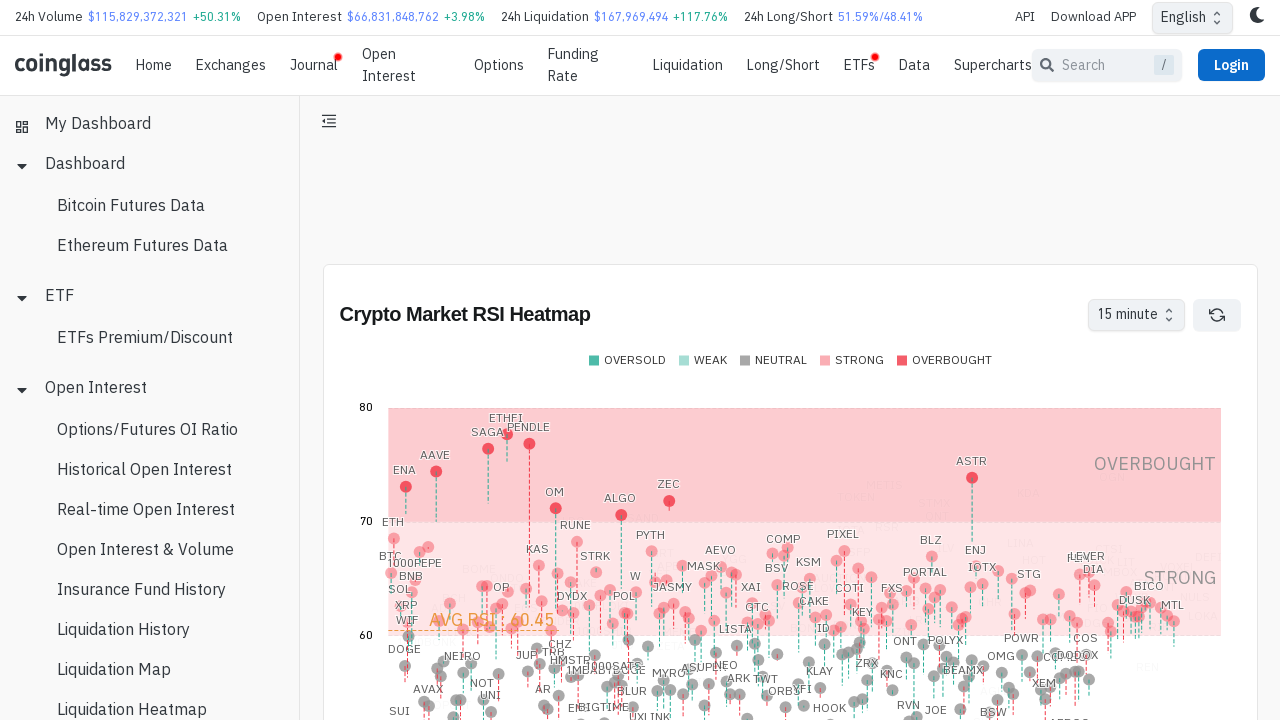 24h Volume $115,829,372,321 +50.31% Open Interest $66,831,848,762 +3.98% 24h Liquidation $167,969,494 +117.76% 24h Long/Short 51.59%/48.41% API Download APP English
coinglass Home Exchanges Journal Open Interest Options Funding Rate Liquidation Long/Short ETFs Data Supercharts Search / Login
My Dashboard
Dashboard
Bitcoin Futures Data
Ethereum Futures Data
ETF
ETFs Premium/Discount
Open Interest
Options/Futures OI Ratio
Historical Open Interest
Real-time Open Interest
Open Interest & Volume
Insurance Fund History
Liquidation History
Liquidation Map
Liquidation Heatmap
Crypto Market RSI Heatmap
15 minute
OVERSOLD WEAK NEUTRAL STRONG OVERBOUGHT
80
ETHFI
SAGA PENDLE
AAVE
ASTR
OVERBOUGHT
ENA
ZEC
OM
ALGO
70
ETH
RUNE
PYTH
PIXEL
COMP
BLZ
KAS
AEVO
ENJ
BTC
STRK
LEVER
1000PEPE
KSM
MASK
BSV
IOTX
DIA
BNB
W
PORTAL
STG
STRONG
SOL
OP
JASMY
XAI
ROSE
COTI
FXS
BICO
DYDX
POL
XRP
GTC
CAKE
KEY
DUSK
MTL
WIF
AVG RSI : 60.45
LISTA
ID
60
DOGE
CHZ
ONT
POLYX
POWR
COS
NEIRO
JUP
TRB
HMSTR
OMG
DODOX
1MBABYDOGE
1000SATS
MYRO
ASUPER
NEO
KLAY
ZRX
KNC
BEAMX
NOT
ARK
TWT
XEM
AVAX
UNI
AR
BLUR
ORBS
SUI
BIGTIME
HOOK
RVN
JOE
BSW
UXLINK